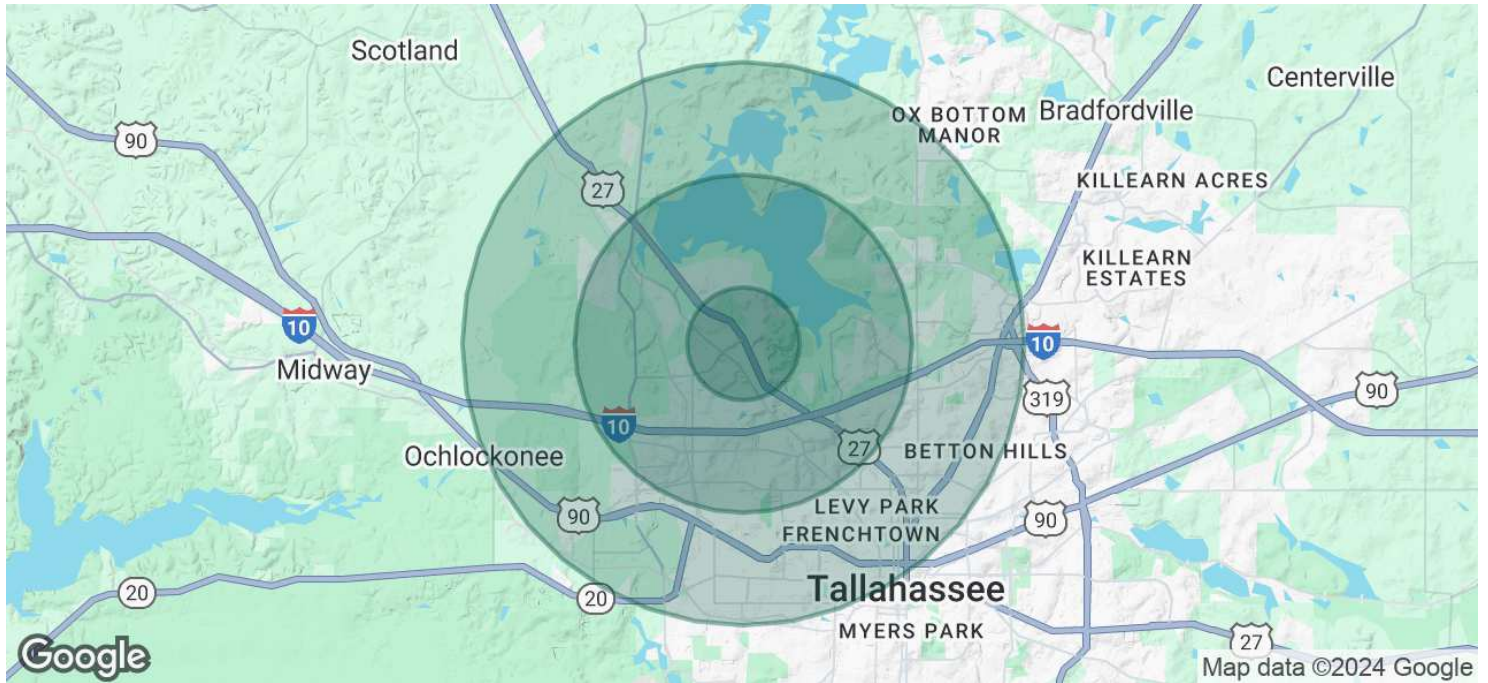 Scotland
Centerville
OX BOTTOM
MANOR
Bradfordville
90
27
KILLEARN ACRES
KILLEARN
ESTATES
10
10
Midway
90
319
10
27
BETTON HILLS
Ochlockonee
LEVY PARK
90
90
FRENCHTOWN
Tallahassee
20
20
MYERS PARK
27
Google
Map data ©2024 Google